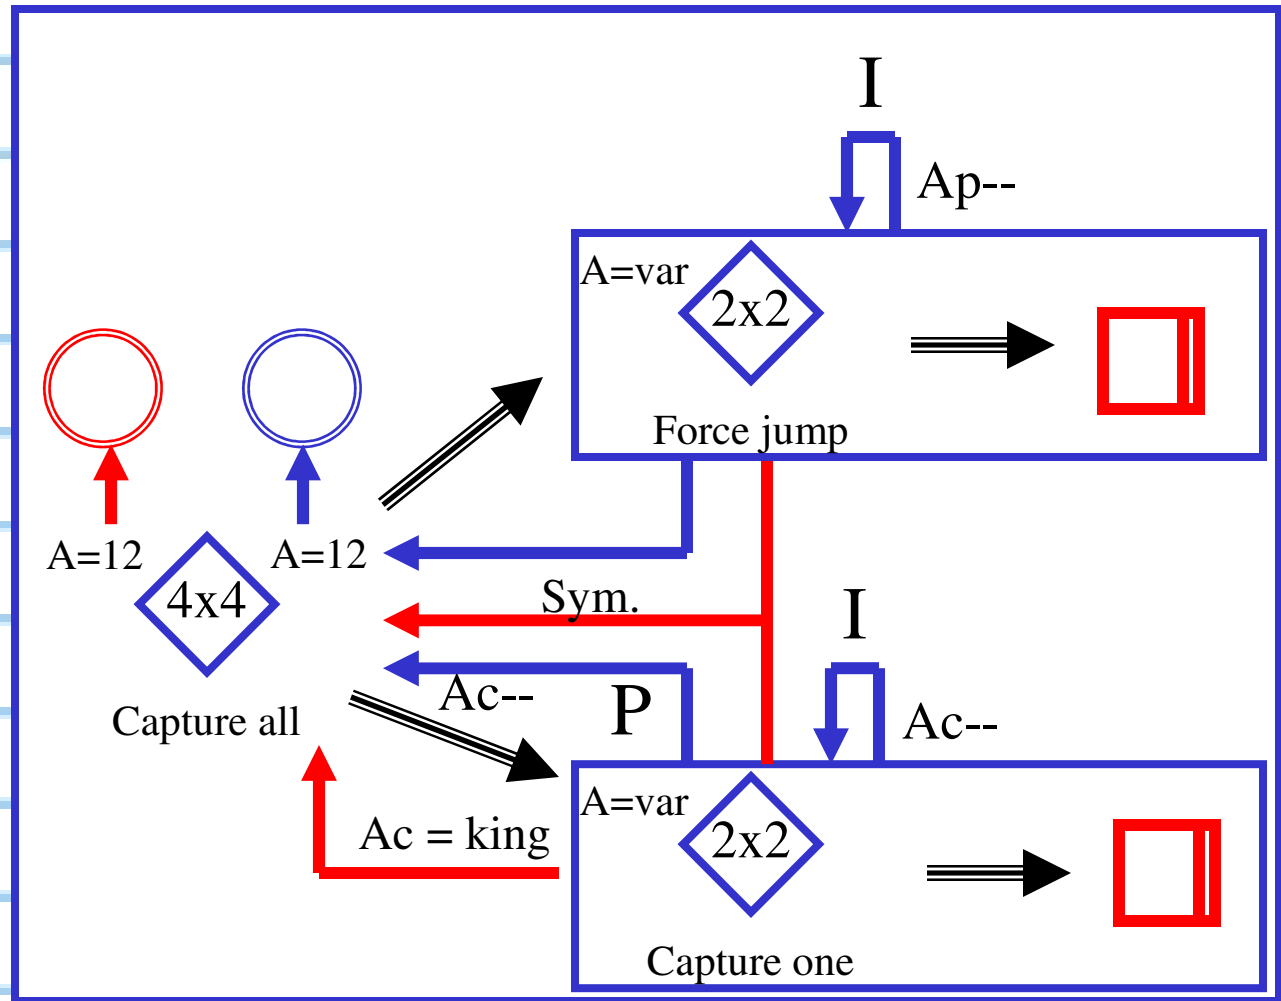 I
Ap--
A=var
2x2
Force jump
A=12
A=12
4x4
Sym.
I
Ac--
P
Ac--
Capture all
A=var
2x2
Ac = king
Capture one